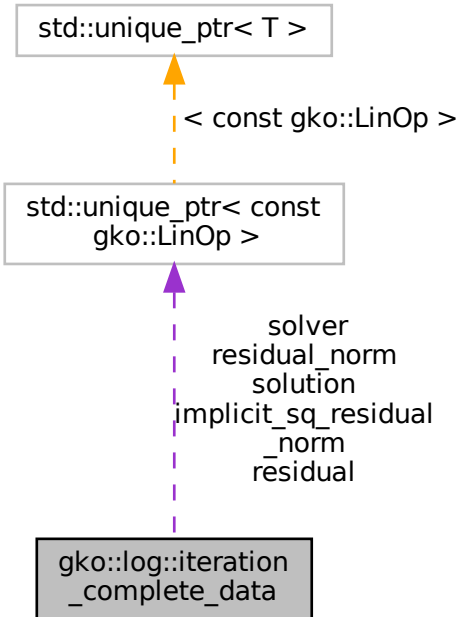 std::unique_ptr< T >
< const gko::LinOp >
std::unique_ptr< const
gko::LinOp >
solver
residual_norm
solution
implicit_sq_residual
_norm
residual
gko::log::iteration
_complete_data